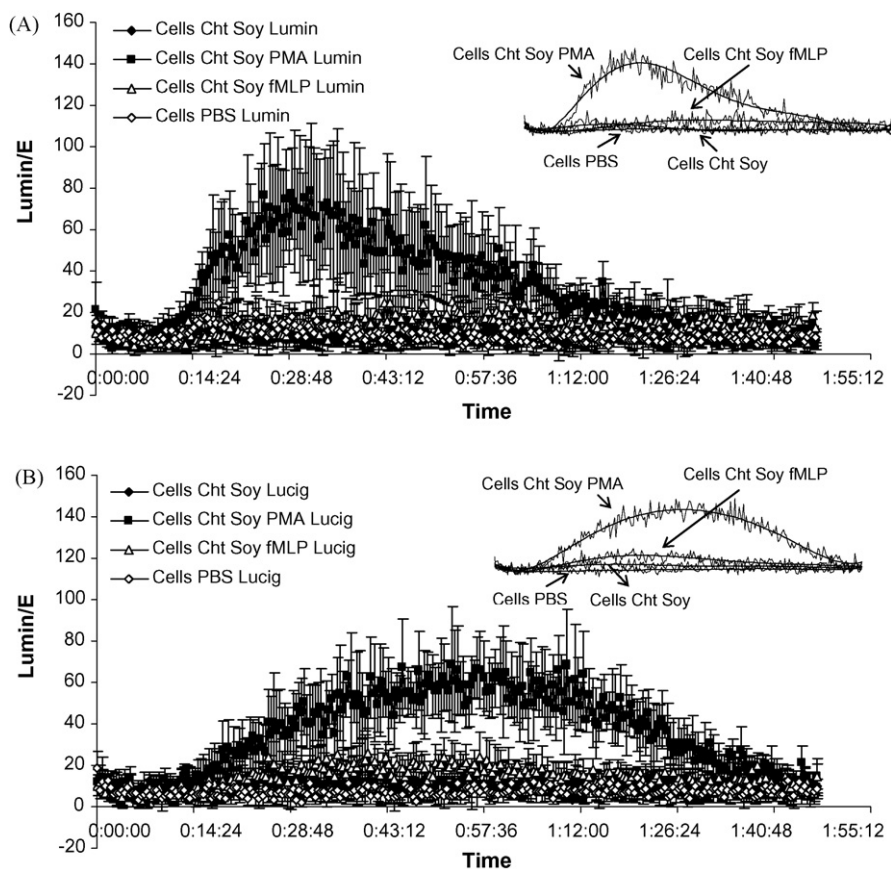 (A)
Lumin/E
160
140
120
100
80
60
40
20
0
-20
Cells Cht Soy Lumin
Cells Cht Soy PMA Lumin
Cells Cht Soy fMLP Lumin
Cells PBS Lumin
Cells Cht Soy PMA
Cells Cht Soy fMLP
Cells PBS
Cells Cht Soy
0:00:00 0:14:24 0:28:48 0:43:12 0:57:36 1:12:00 1:26:24 1:40:48 1:55:12
Time
(B)
Lumin/E
160
140
120
100
80
60
40
20
0
-20
Cells Cht Soy Lucig
Cells Cht Soy PMA Lucig
Cells Cht Soy fMLP Lucig
Cells PBS Lucig
Cells Cht Soy PMA
Cells Cht Soy fMLP
Cells PBS
Cells Cht Soy
0:00:00 0:14:24 0:28:48 0:43:12 0:57:36 1:12:00 1:26:24 1:40:48 1:55:12
Time